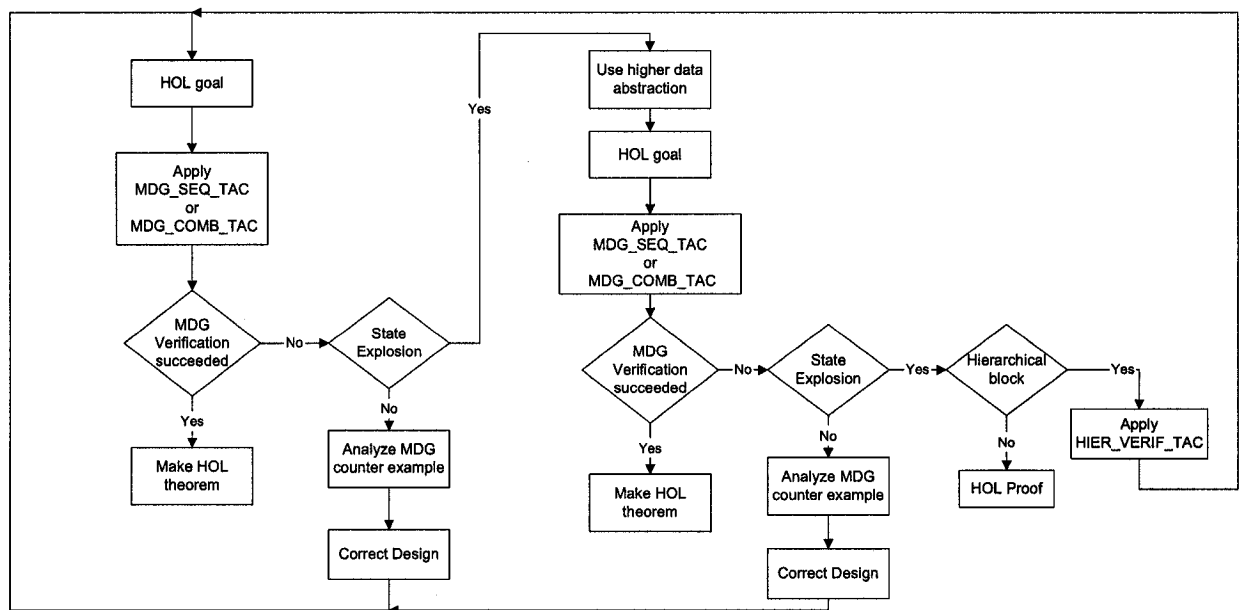 HOL goal
Apply
MDG_SEQ_TAC
or
MDG_COMB_TAC
MDG
Verification
succeeded
No
State
Explosion
Yes
Yes
No
Make HOL
theorem
Analyze MDG
counter example
Correct Design
Use higher data
abstraction
HOL goal
Apply
MDG_SEQ_TAC
or
MDG_COMB_TAC
MDG
Verification
succeeded
No
State
Explosion
Yes
Hierarchical
block
Yes
Apply
HIER_VERIF_TAC
Yes
No
No
Make HOL
theorem
Analyze MDG
counter example
HOL Proof
Correct Design